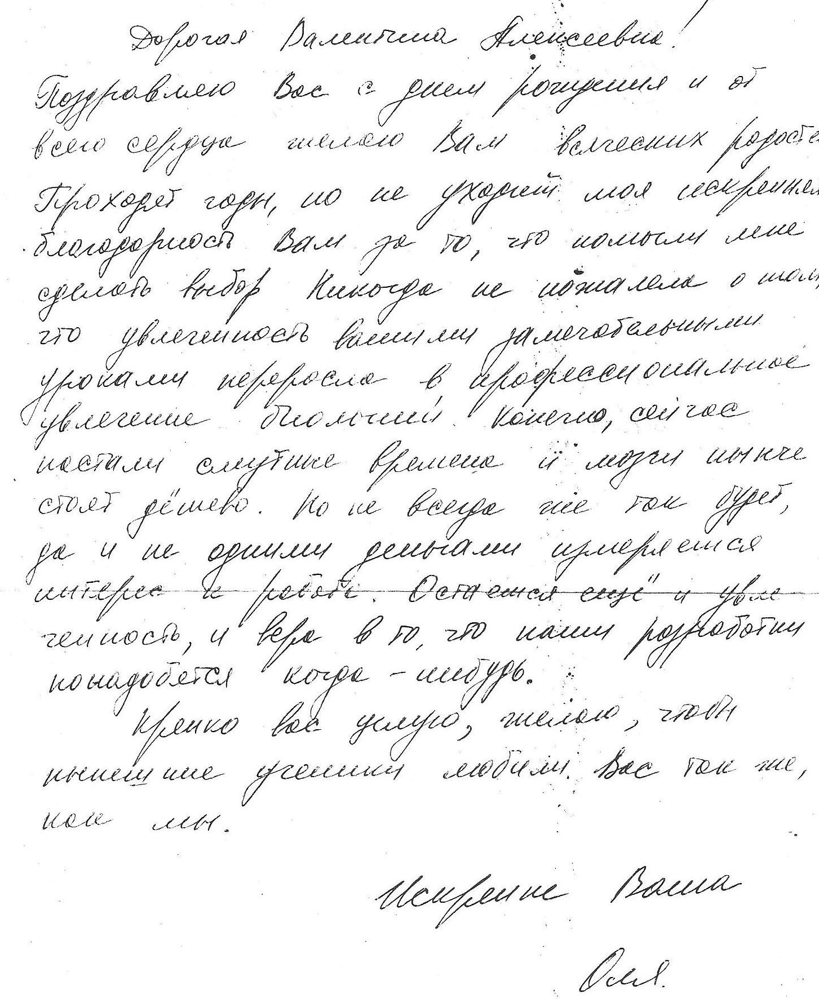 Дорогая Валентина Алексеевна!
Поздравляю Вас с днем рождения и от
всего сердца желаю Вам всяческих радосте
Проходят годы, но не уходит моя искренняя
благодарность Вам за то, что помогли мне
сделать выбор Никогда не пожалела о том,
что увлеченность вашими замечательными
уроками переросла в профессиональное
увлечение биологией. Конечно, сейчас
настали смутные времена и мозги нынче
стоят дёшево. Но не всегда же так будет,
да и не одними деньгами измеряется
интерес к работе. Остается ещё и увле
ченность, и вера в то, что наши разработки
понадобятся когда-нибудь.
Крепко вас целую, желаю, чтобы
нынешние ученики любили Вас так же,
как мы.
Искренне Ваша
Оля.